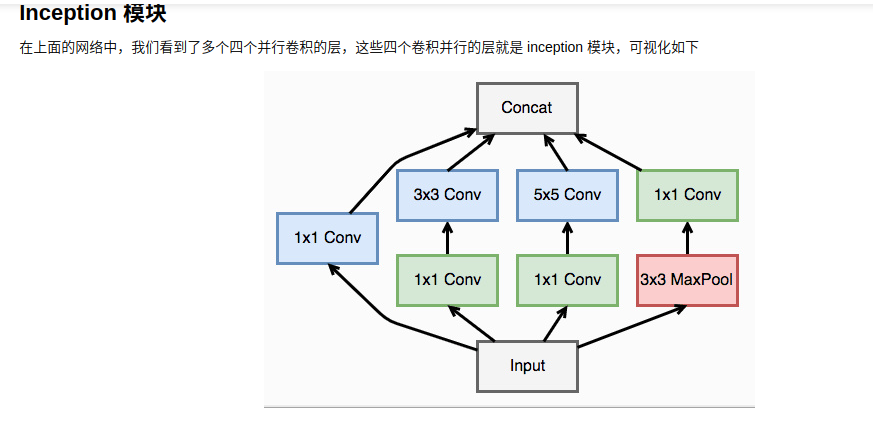 Inception 模块
在上面的网络中，我们看到了多个四个并行卷积的层，这些四个卷积并行的层就是 inception 模块，可视化如下
Concat
3x3 Conv
5x5 Conv
1x1 Conv
1x1 Conv
1x1 Conv
1x1 Conv
3x3 MaxPool
Input